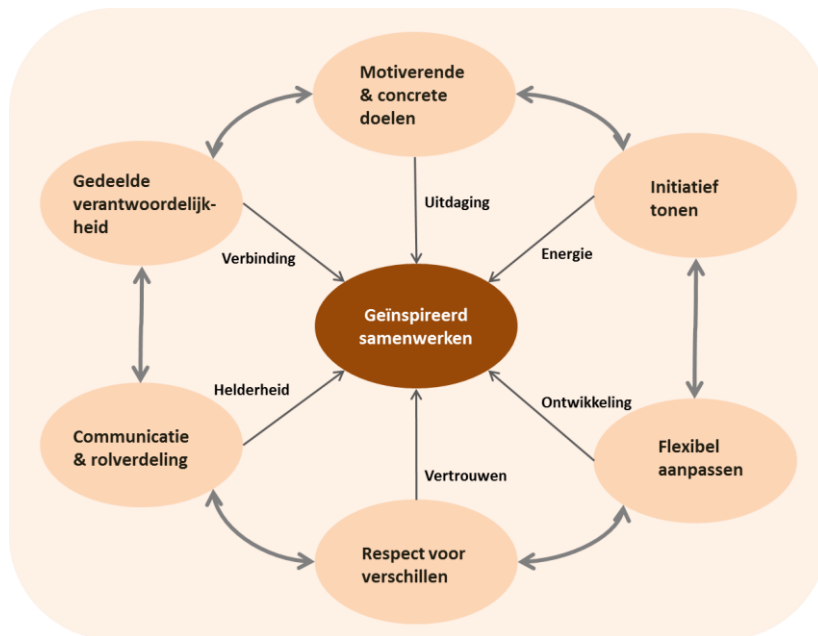 Motiverende
& concrete
doelen
Gedeelde
verantwoordelijk-
heid
Initiatief
tonen
Uitdaging
Verbinding
Energie
Geïnspireerd
samenwerken
Helderheid
Ontwikkeling
Communicatie
& rolverdeling
Flexibel
aanpassen
Vertrouwen
Respect voor
verschillen